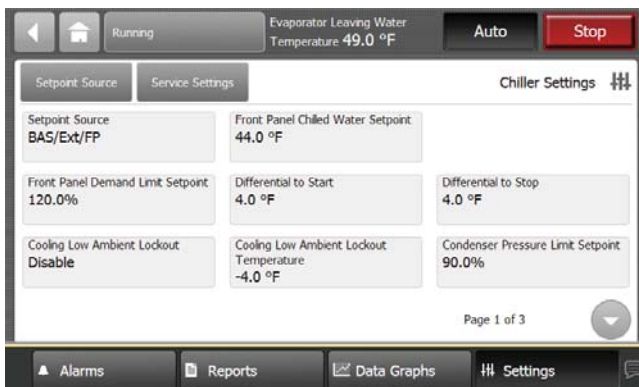 Running
Evaporator Leaving Water
Temperature 49.0 °F
Auto
Stop
Setpoint Source
Service Settings
Chiller Settings
Setpoint Source
BAS/Ext/FP
Front Panel Chilled Water Setpoint
44.0 °F
Front Panel Demand Limit Setpoint
120.0%
Differential to Start
4.0 °F
Differential to Stop
4.0 °F
Cooling Low Ambient Lockout
Disable
Cooling Low Ambient Lockout
Temperature
-4.0 °F
Condenser Pressure Limit Setpoint
90.0%
Page 1 of 3
Alarms
Reports
Data Graphs
Settings